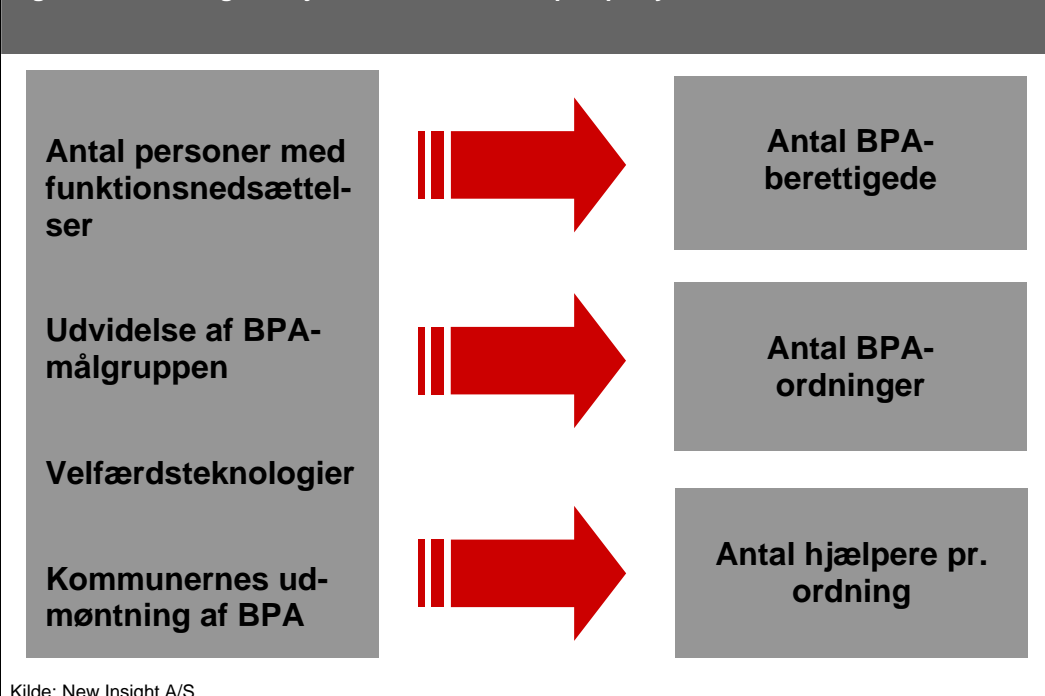 Antal personer med
funktionsnedsættel-
ser
Udvidelse af BPA-
målgruppen
Velfærdsteknologier
Kommunernes ud-
møntning af BPA
Antal BPA-
berettigede
Antal BPA-
ordninger
Antal hjælpere pr.
ordning
Kilde: New Insight A/S